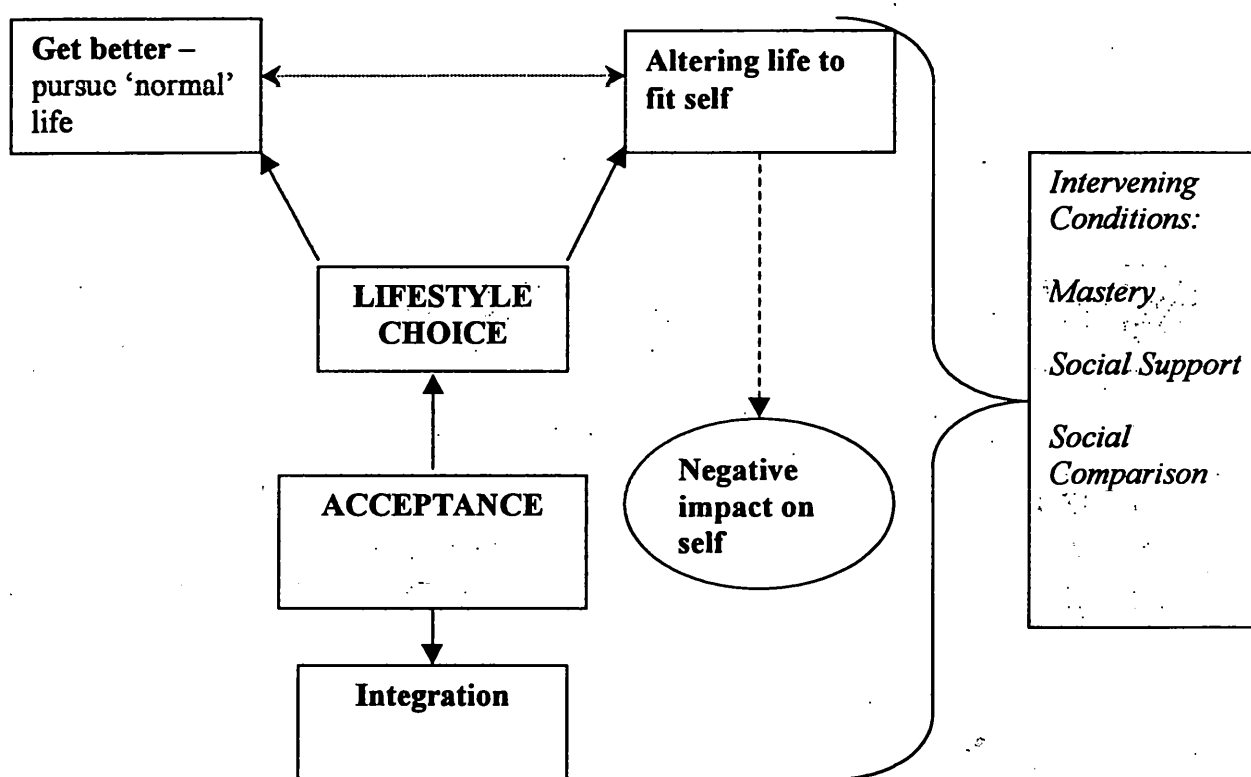 Get better –
pursue 'normal'
life
Altering life to
fit self
LIFESTYLE
CHOICE
ACCEPTANCE
Integration
Negative
impact on
self
Intervening
Conditions:
Mastery
Social Support
Social
Comparison